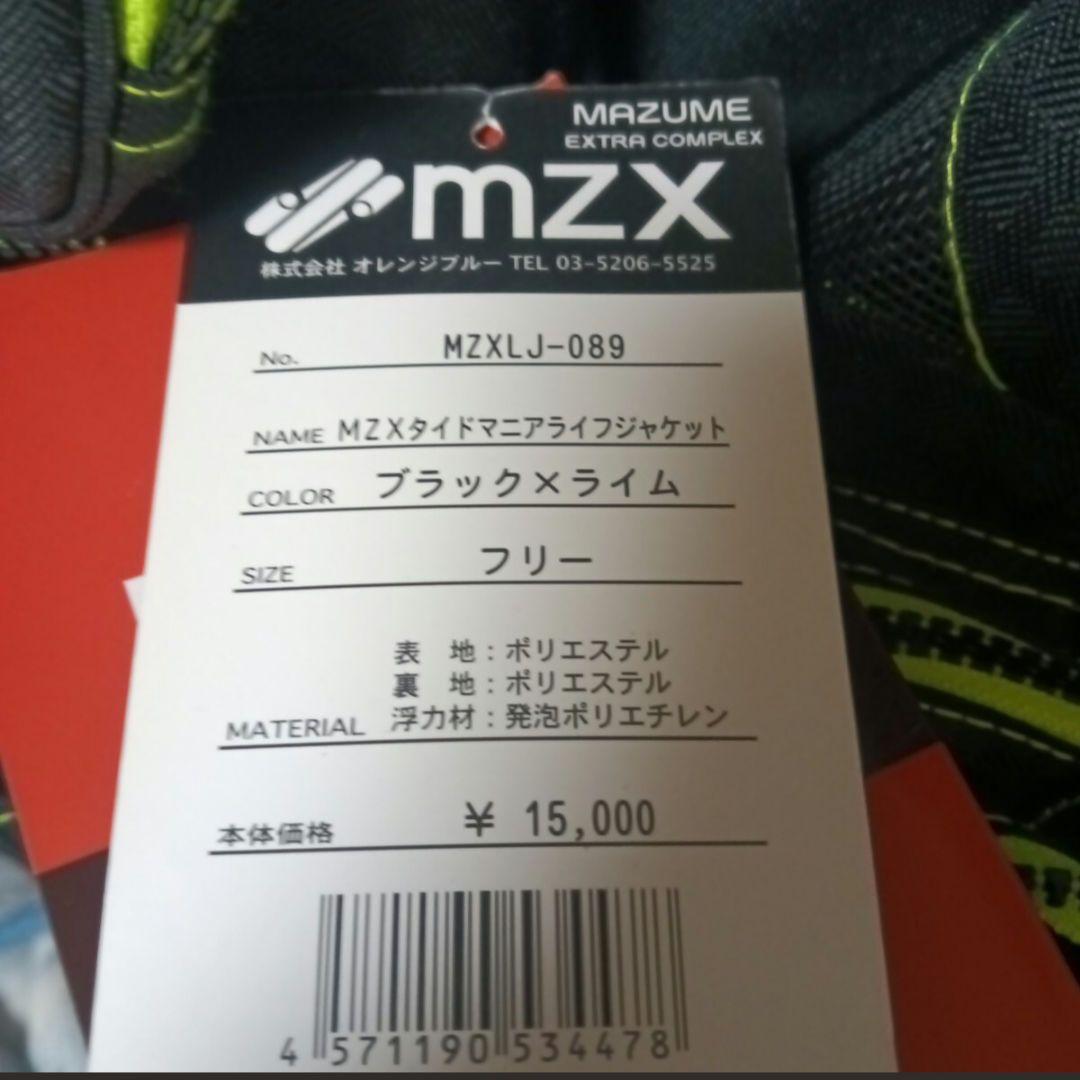 MAZUME
EXTRA COMPLEX
mzx
株式会社 オレンジブルー TEL 03-5206-5525
No. MZXLJ-089
NAME MZXタイドマニアライフジャケット
COLOR ブラック×ライム
SIZE フリー
表 地：ポリエステル
裏 地：ポリエステル
MATERIAL 浮力材：発泡ポリエチレン
本体価格 ¥ 15,000
4 571190 534478